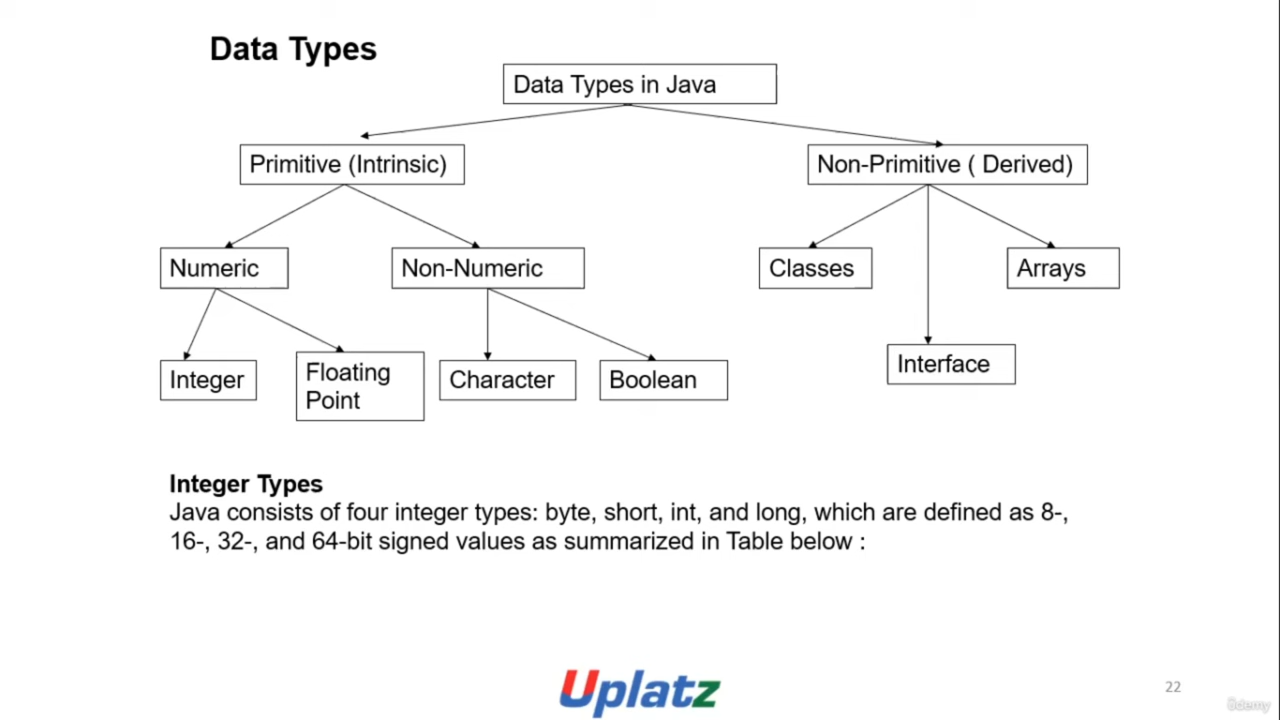 Data Types
Data Types in Java
Primitive (Intrinsic)
Non-Primitive ( Derived)
Numeric
Non-Numeric
Classes
Arrays
Integer
Floating
Point
Character
Boolean
Interface
Integer Types
Java consists of four integer types: byte, short, int, and long, which are defined as 8-,
16-, 32-, and 64-bit signed values as summarized in Table below :
Uplatz
22
ûdemy